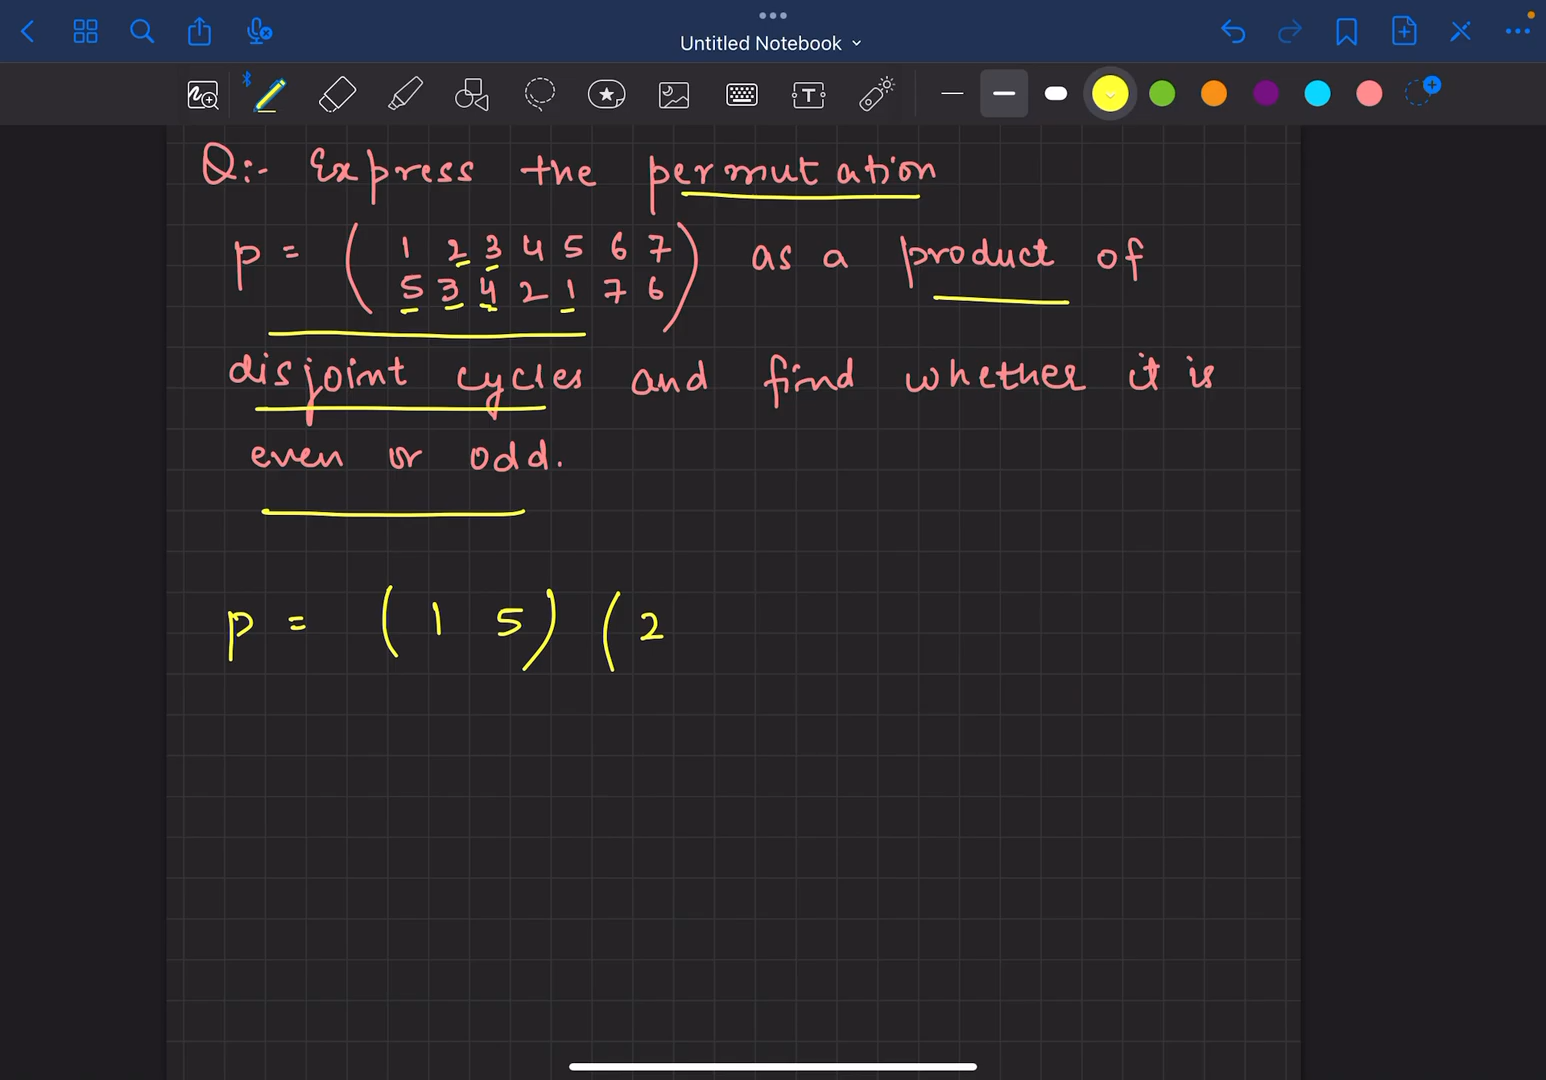 Untitled Notebook
T
Q:- Express the permutation
p = ( 1 2 3 4 5 6 7 ) as a product of
5 3 4 2 1 7 6
disjoint cycles and find whether it is
even or odd.
p = ( 1 5 ) ( 2